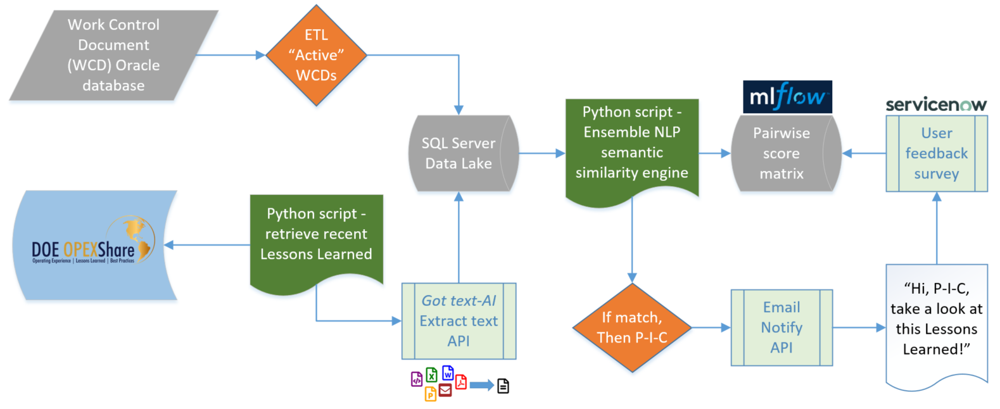 Work Control
Document
(WCD) Oracle
database
ETL
“Active”
WCDs
SQL Server
Data Lake
Python script -
Ensemble NLP
semantic
similarity engine
mlflow™
Pairwise
score
matrix
servicenow
User
feedback
survey
DOE OPEXShare
Operating Experience | Lessons Learned | Best Practices
Python script -
retrieve recent
Lessons Learned
Got text-AI
Extract text
API
</>
X
W
P
If match,
Then P-I-C
Email
Notify
API
“Hi, P-I-C,
take a look at
this Lessons
Learned!”